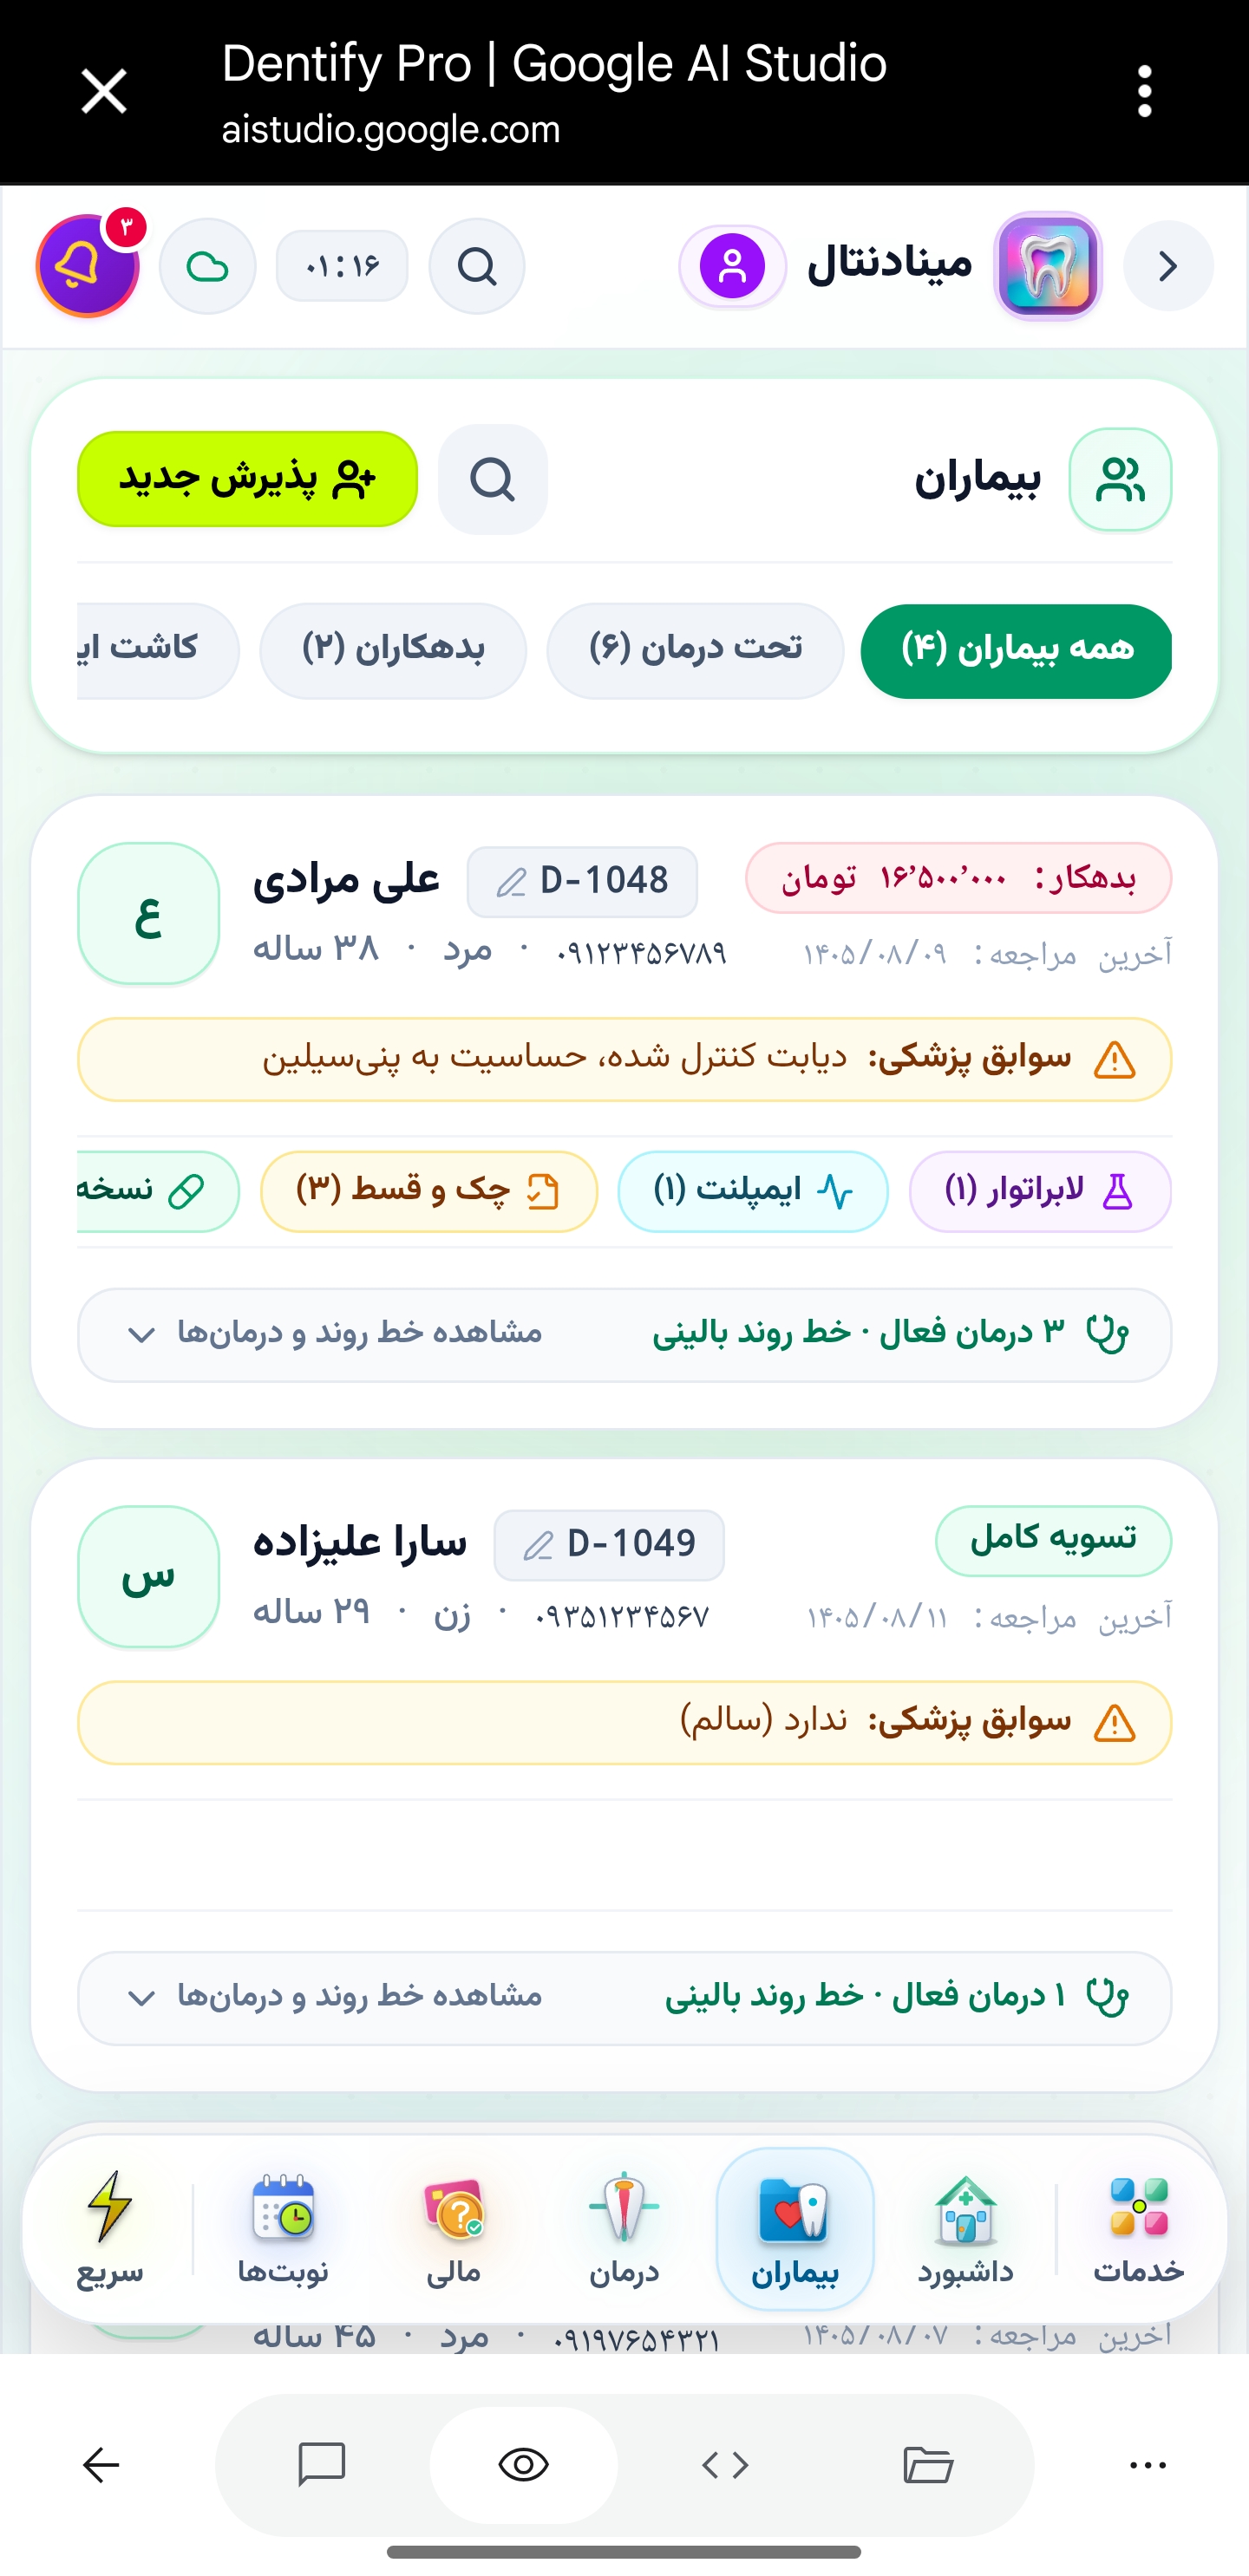 Dentify Pro | Google AI Studio
aistudio.google.com
مینادنتال
۰۱:۱۶
۳
بیماران
پذیرش جدید
همه بیماران (۴)
تحت درمان (۶)
بدهکاران (۲)
کاشت ای
علی مرادی
D-1048
بدهکار: ۱۶٬۵۰۰٬۰۰۰ تومان
۳۸ ساله · مرد · ۰۹۱۲۳۴۵۶۷۸۹
آخرین مراجعه: ۱۴۰۵/۰۸/۰۹
ع
سوابق پزشکی: دیابت کنترل شده، حساسیت به پنی‌سیلین
لابراتوار (۱)
ایمپلنت (۱)
چک و قسط (۳)
نسخه
۳ درمان فعال · خط روند بالینی
مشاهده خط روند و درمان‌ها
سارا علیزاده
D-1049
تسویه کامل
۲۹ ساله · زن · ۰۹۳۵۱۲۳۴۵۶۷
آخرین مراجعه: ۱۴۰۵/۰۸/۱۱
س
سوابق پزشکی: ندارد (سالم)
۱ درمان فعال · خط روند بالینی
مشاهده خط روند و درمان‌ها
خدمات
داشبورد
بیماران
درمان
مالی
نوبت‌ها
سریع
۴۵ ساله · مرد · ۰۹۱۹۷۶۵۴۳۲۱
آخرین مراجعه: ۱۴۰۵/۰۸/۰۷